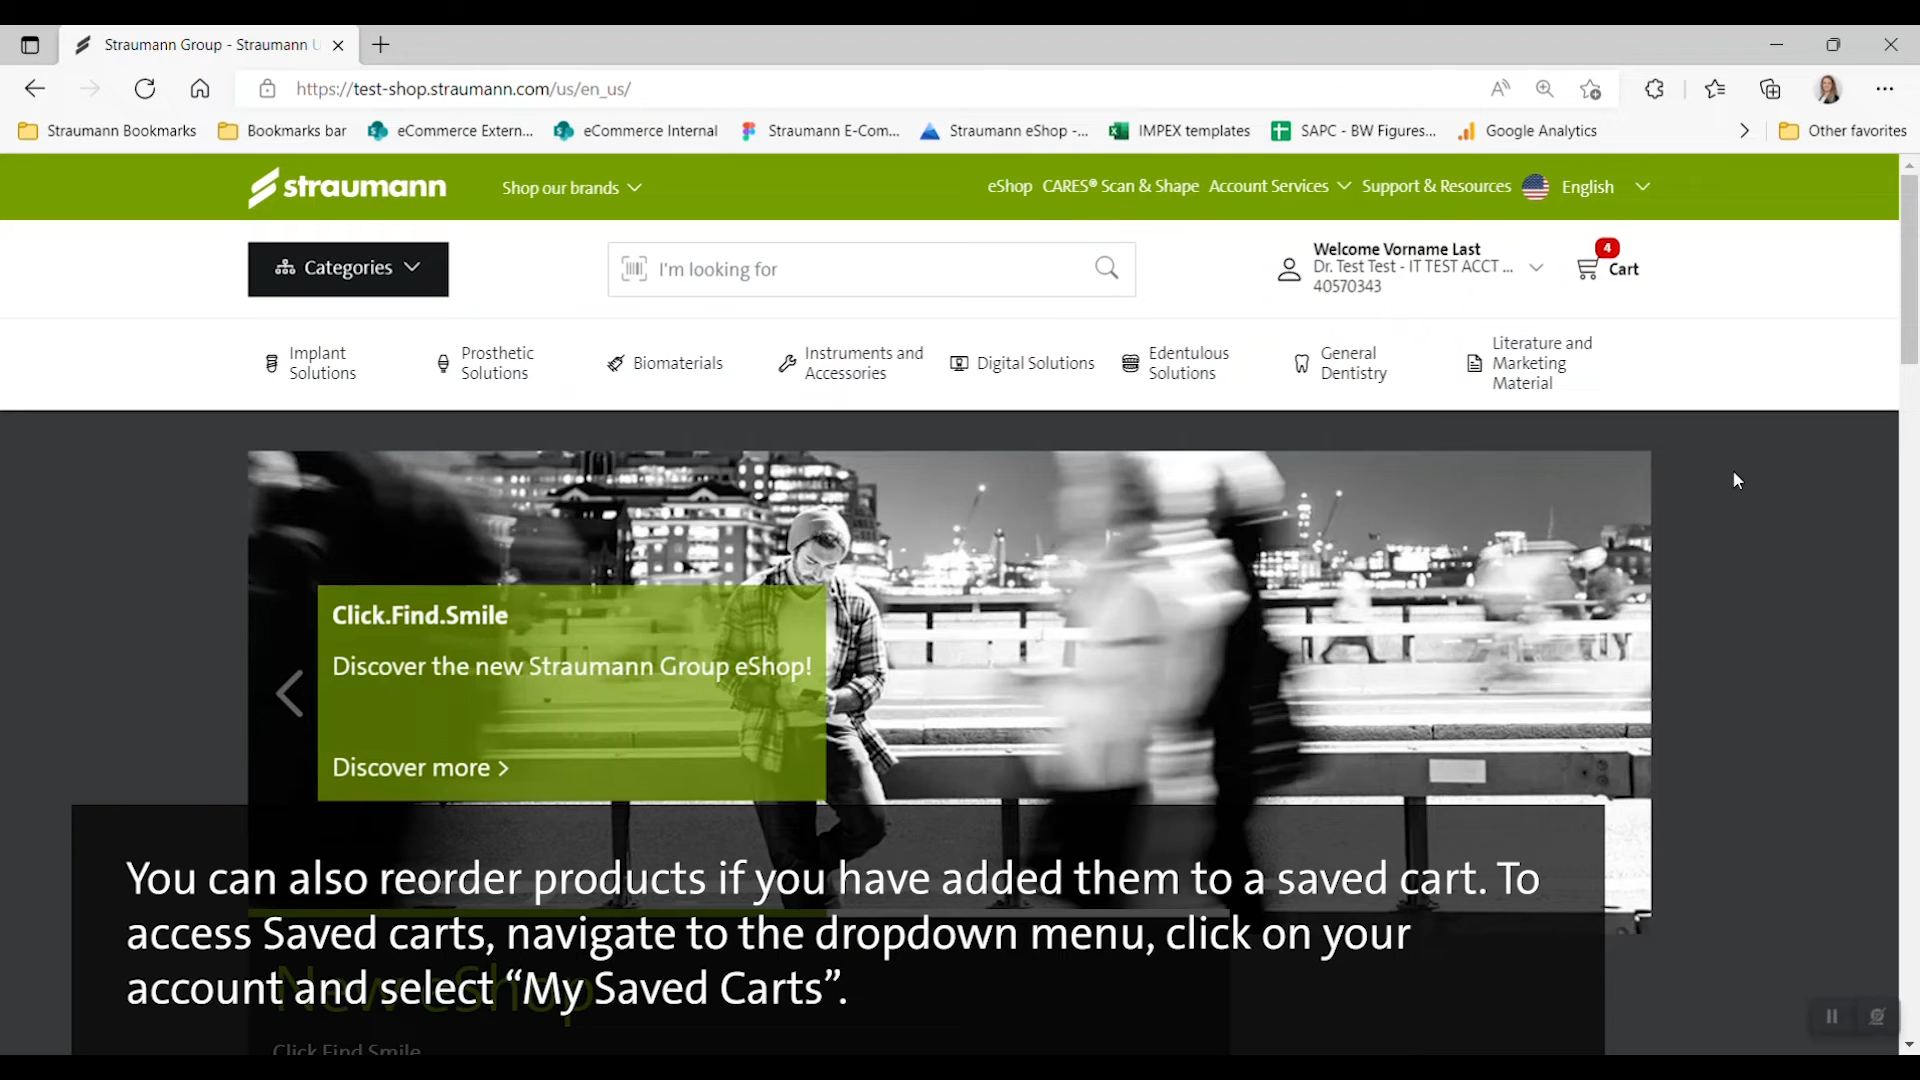 Straumann Group - Straumann U
https://test-shop.straumann.com/us/en_us/
Straumann Bookmarks
Bookmarks bar
eCommerce Extern...
eCommerce Internal
Straumann E-Com...
Straumann eShop -...
IMPEX templates
SAPC - BW Figures...
Google Analytics
Other favorites
straumann
Shop our brands
eShop
CARES® Scan & Shape
Account Services
Support & Resources
English
Categories
I'm looking for
Welcome Vorname Last
Dr. Test Test - IT TEST ACCT ...
40570343
4
Cart
Implant
Solutions
Prosthetic
Solutions
Biomaterials
Instruments and
Accessories
Digital Solutions
Edentulous
Solutions
General
Dentistry
Literature and
Marketing
Material
Click.Find.Smile
Discover the new Straumann Group eShop!
Discover more >
You can also reorder products if you have added them to a saved cart. To
access Saved carts, navigate to the dropdown menu, click on your
account and select “My Saved Carts”.
New eShop
Click Find Smile